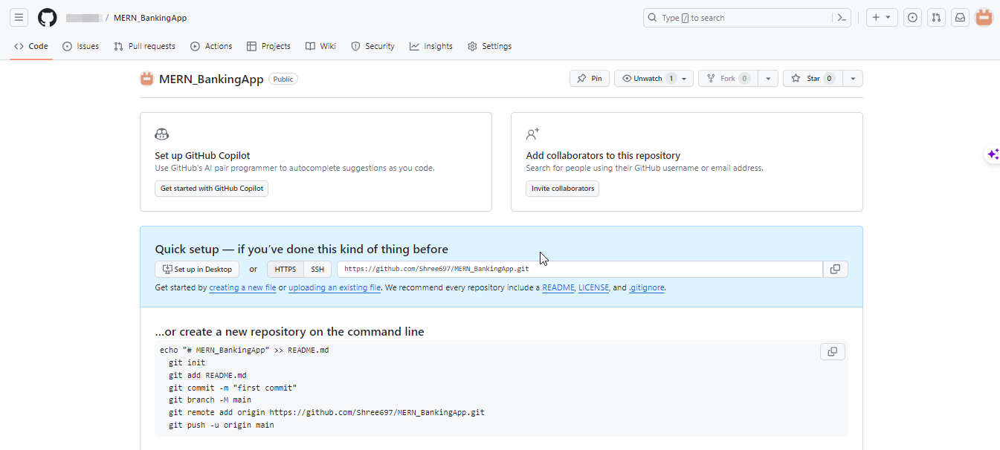 / MERN_BankingApp
Type / to search
Code Issues Pull requests Actions Projects Wiki Security Insights Settings
MERN_BankingApp Public
Pin Unwatch 1 Fork 0 Star 0
Set up GitHub Copilot
Use GitHub's AI pair programmer to autocomplete suggestions as you code.
Get started with GitHub Copilot
Add collaborators to this repository
Search for people using their GitHub username or email address.
Invite collaborators
Quick setup — if you've done this kind of thing before
Set up in Desktop or HTTPS SSH https://github.com/Shree697/MERN_BankingApp.git
Get started by creating a new file or uploading an existing file. We recommend every repository include a README, LICENSE, and .gitignore.
…or create a new repository on the command line
echo "# MERN_BankingApp" >> README.md
git init
git add README.md
git commit -m "first commit"
git branch -M main
git remote add origin https://github.com/Shree697/MERN_BankingApp.git
git push -u origin main